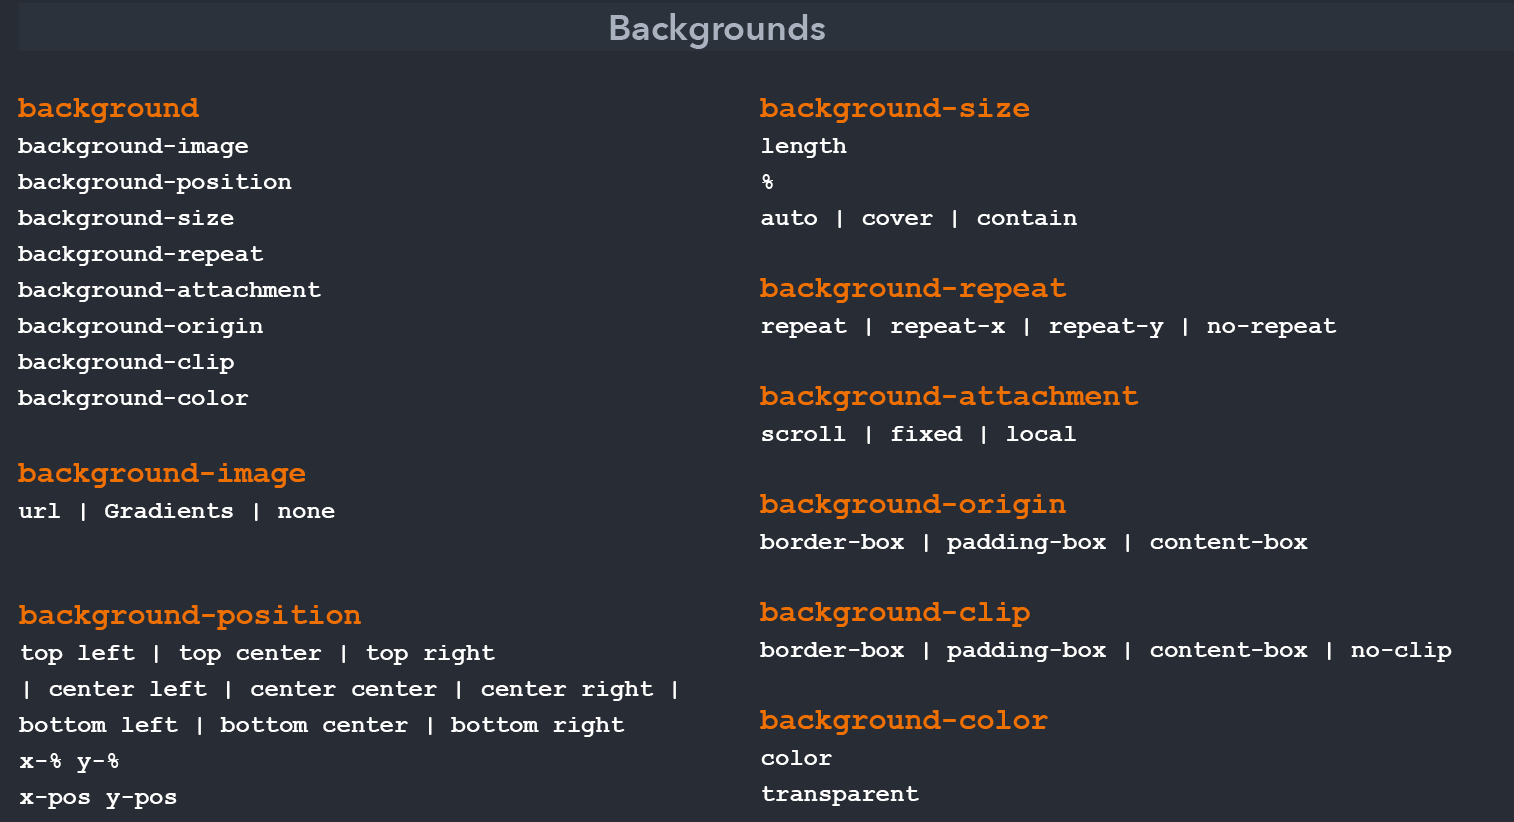 Backgrounds
background
background-image
background-position
background-size
background-repeat
background-attachment
background-origin
background-clip
background-color
background-image
url | Gradients | none
background-position
top left | top center | top right
| center left | center center | center right |
bottom left | bottom center | bottom right
x-% y-%
x-pos y-pos
background-size
length
%
auto | cover | contain
background-repeat
repeat | repeat-x | repeat-y | no-repeat
background-attachment
scroll | fixed | local
background-origin
border-box | padding-box | content-box
background-clip
border-box | padding-box | content-box | no-clip
background-color
color
transparent